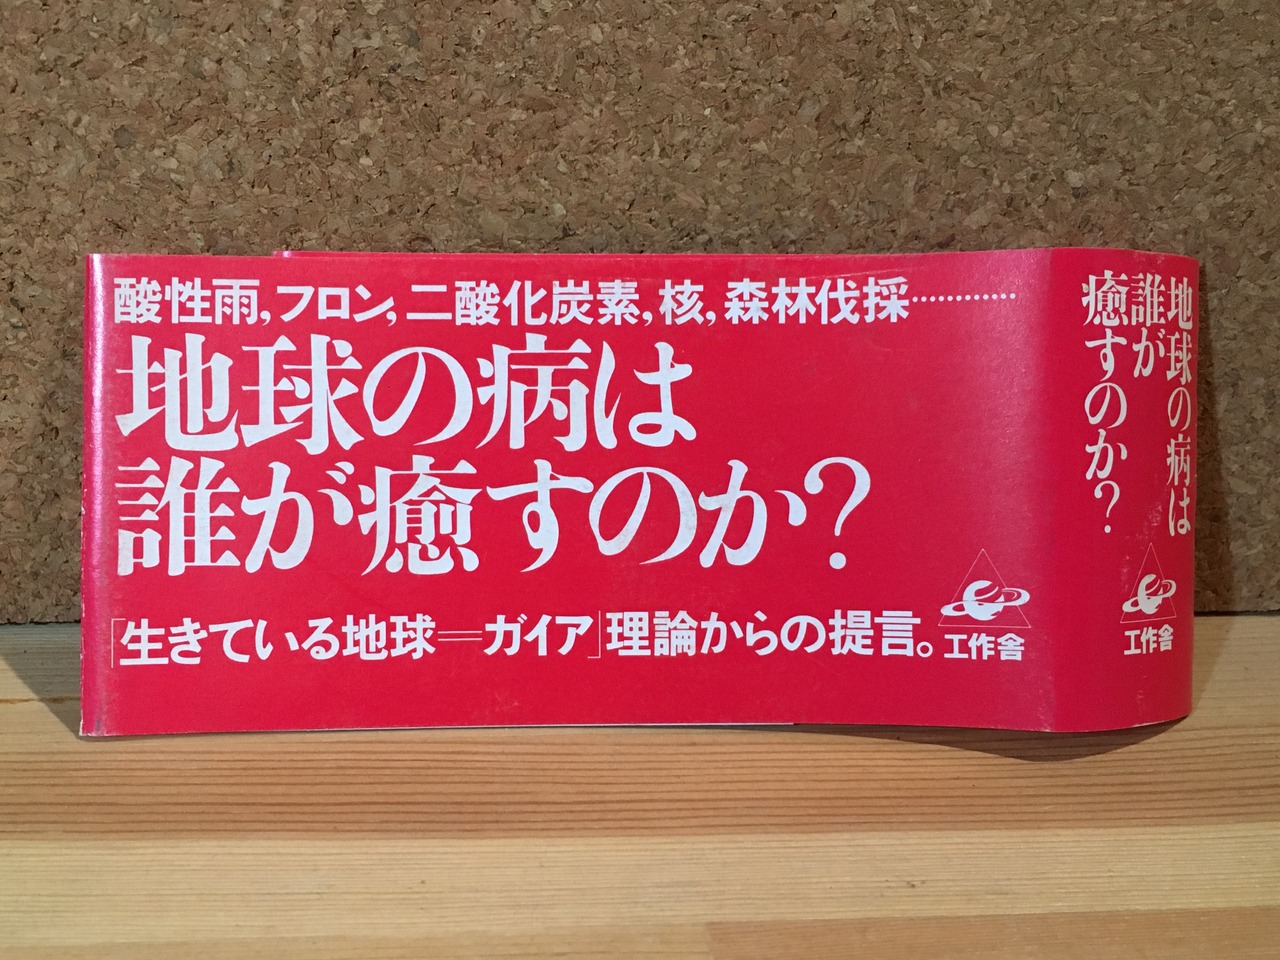 酸性雨,フロン,二酸化炭素,核,森林伐採…………
地球の病は
誰が癒すのか?
「生きている地球＝ガイア」理論からの提言。
工作舎
地球の病は
誰が
癒すのか?
工作舎